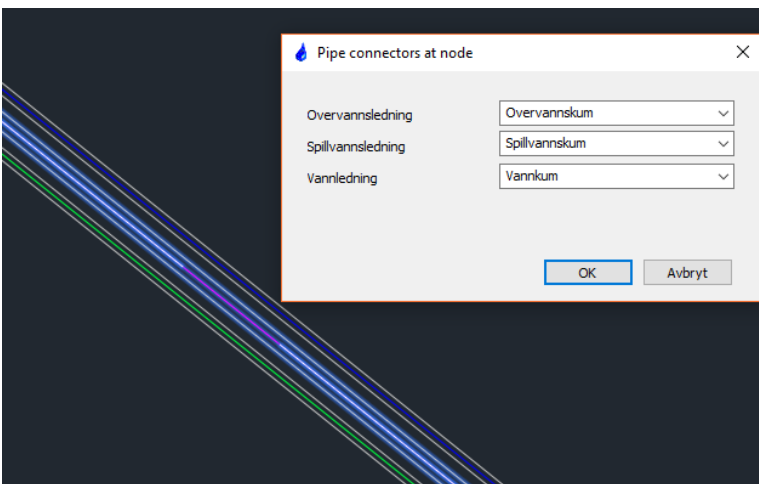 Pipe connectors at node
Overvannsledning Overvannskum
Spillvannsledning Spillvannskum
Vannledning Vannkum
OK Avbryt